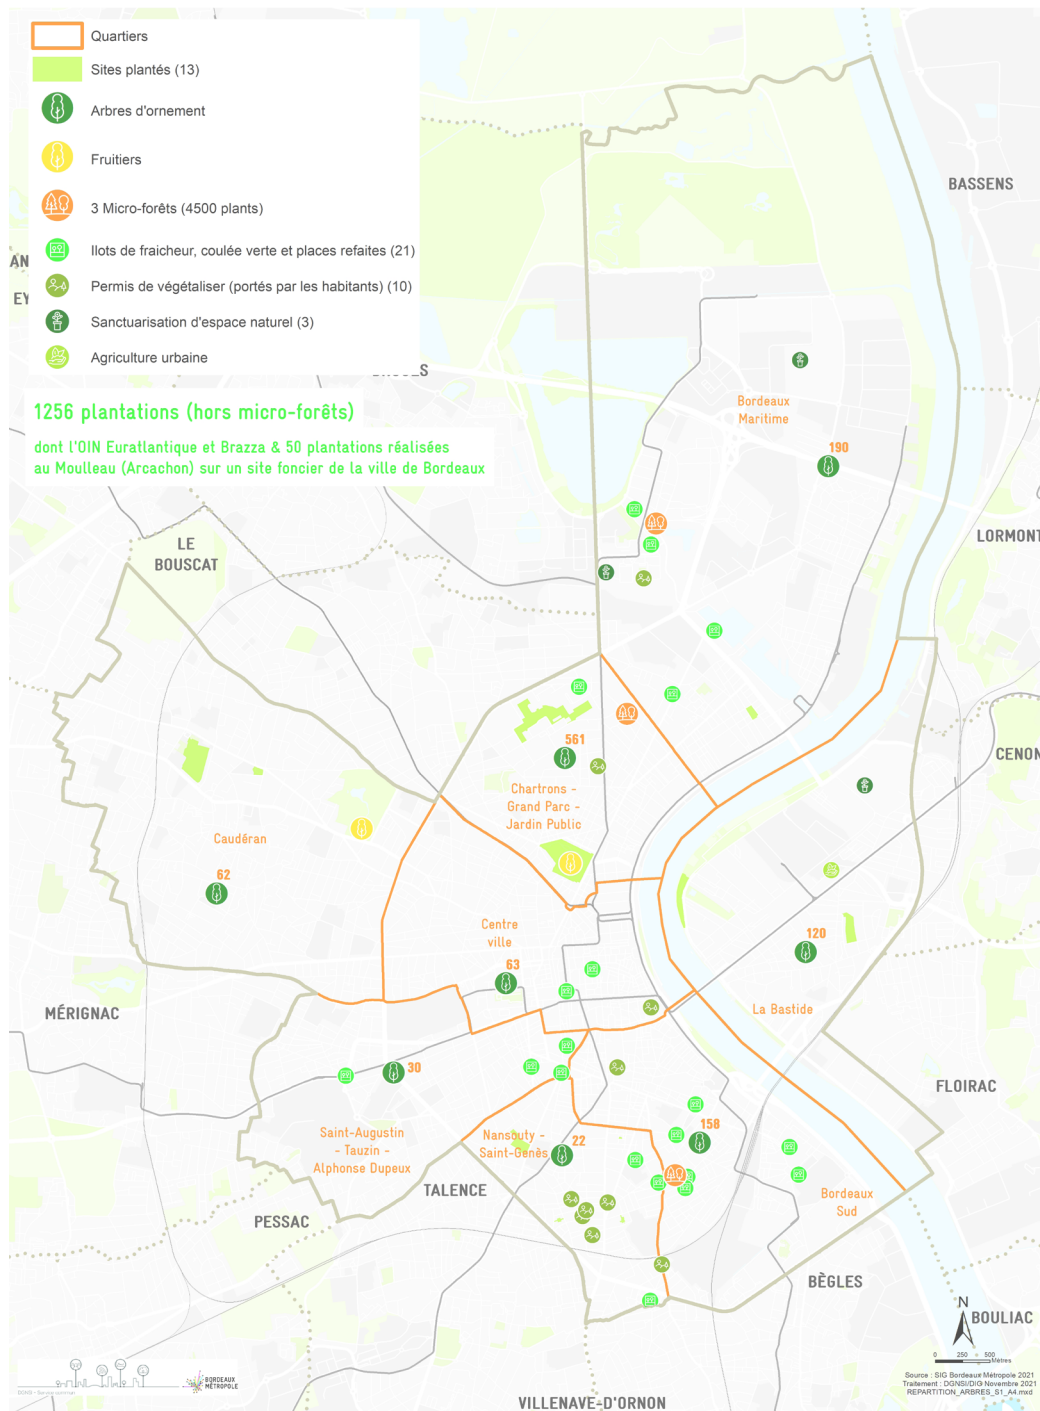 Quartiers
Sites plantés (13)
Arbres d'ornement
Fruitiers
3 Micro-forêts (4500 plants)
Ilots de fraicheur, coulée verte et places refaites (21)
Permis de végétaliser (portés par les habitants) (10)
Sanctuarisation d'espace naturel (3)
Agriculture urbaine
1256 plantations (hors micro-forêts)
dont l'OIN Euratlantique et Brazza & 50 plantations réalisées
au Moulleau (Arcachon) sur un site foncier de la ville de Bordeaux
BASSENS
AN
EY
Bordeaux
Maritime
190
LORMONT
LE
BOUSCAT
CENON
561
Chartrons -
Grand Parc -
Jardin Public
Caudéran
62
Centre
ville
63
120
La Bastide
MÉRIGNAC
30
FLOIRAC
Saint-Augustin
- Tauzin -
Alphonse Dupeux
Nansouty -
Saint-Genès
22
158
TALENCE
PESSAC
Bordeaux
Sud
BÈGLES
BOULIAC
VILLENAVE-D'ORNON
N
0 250 500
Mètres
BORDEAUX
MÉTROPOLE
Source : SIG Bordeaux Métropole 2021
Traitement : DGNSI/DIG Novembre 2021
REPARTITION_ARBRES_S1_A4.mxd